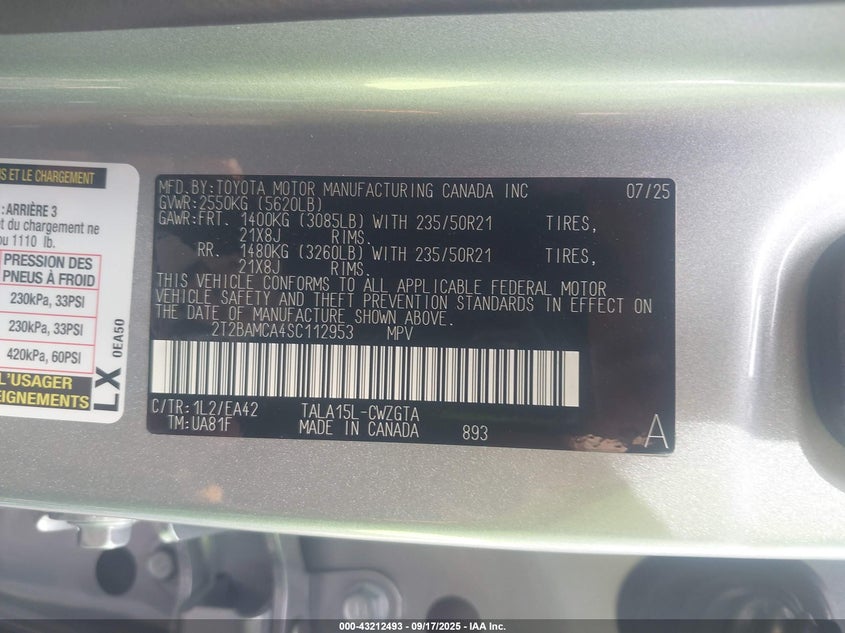 NS ET LE CHARGEMENT
: ARRIÈRE 3
t du chargement ne
ou 1110 lb.
PRESSION DES
PNEUS À FROID
230kPa, 33PSI
230kPa, 33PSI
420kPa, 60PSI
L'USAGER
EIGNEMENTS
LX 0EA50
MFD.BY:TOYOTA MOTOR MANUFACTURING CANADA INC 07/25
GVWR:2550KG (5620LB)
GAWR:FRT. 1400KG (3085LB) WITH 235/50R21 TIRES,
21X8J RIMS.
RR. 1480KG (3260LB) WITH 235/50R21 TIRES,
21X8J RIMS.
THIS VEHICLE CONFORMS TO ALL APPLICABLE FEDERAL MOTOR
VEHICLE SAFETY AND THEFT PREVENTION STANDARDS IN EFFECT ON
THE DATE OF MANUFACTURE SHOWN ABOVE.
2T2BAMCA4SC112953 MPV
C/TR:1L2/EA42 TALA15L-CWZGTA
TM:UA81F MADE IN CANADA 893 A
000-43212493 - 09/17/2025 - IAA Inc.